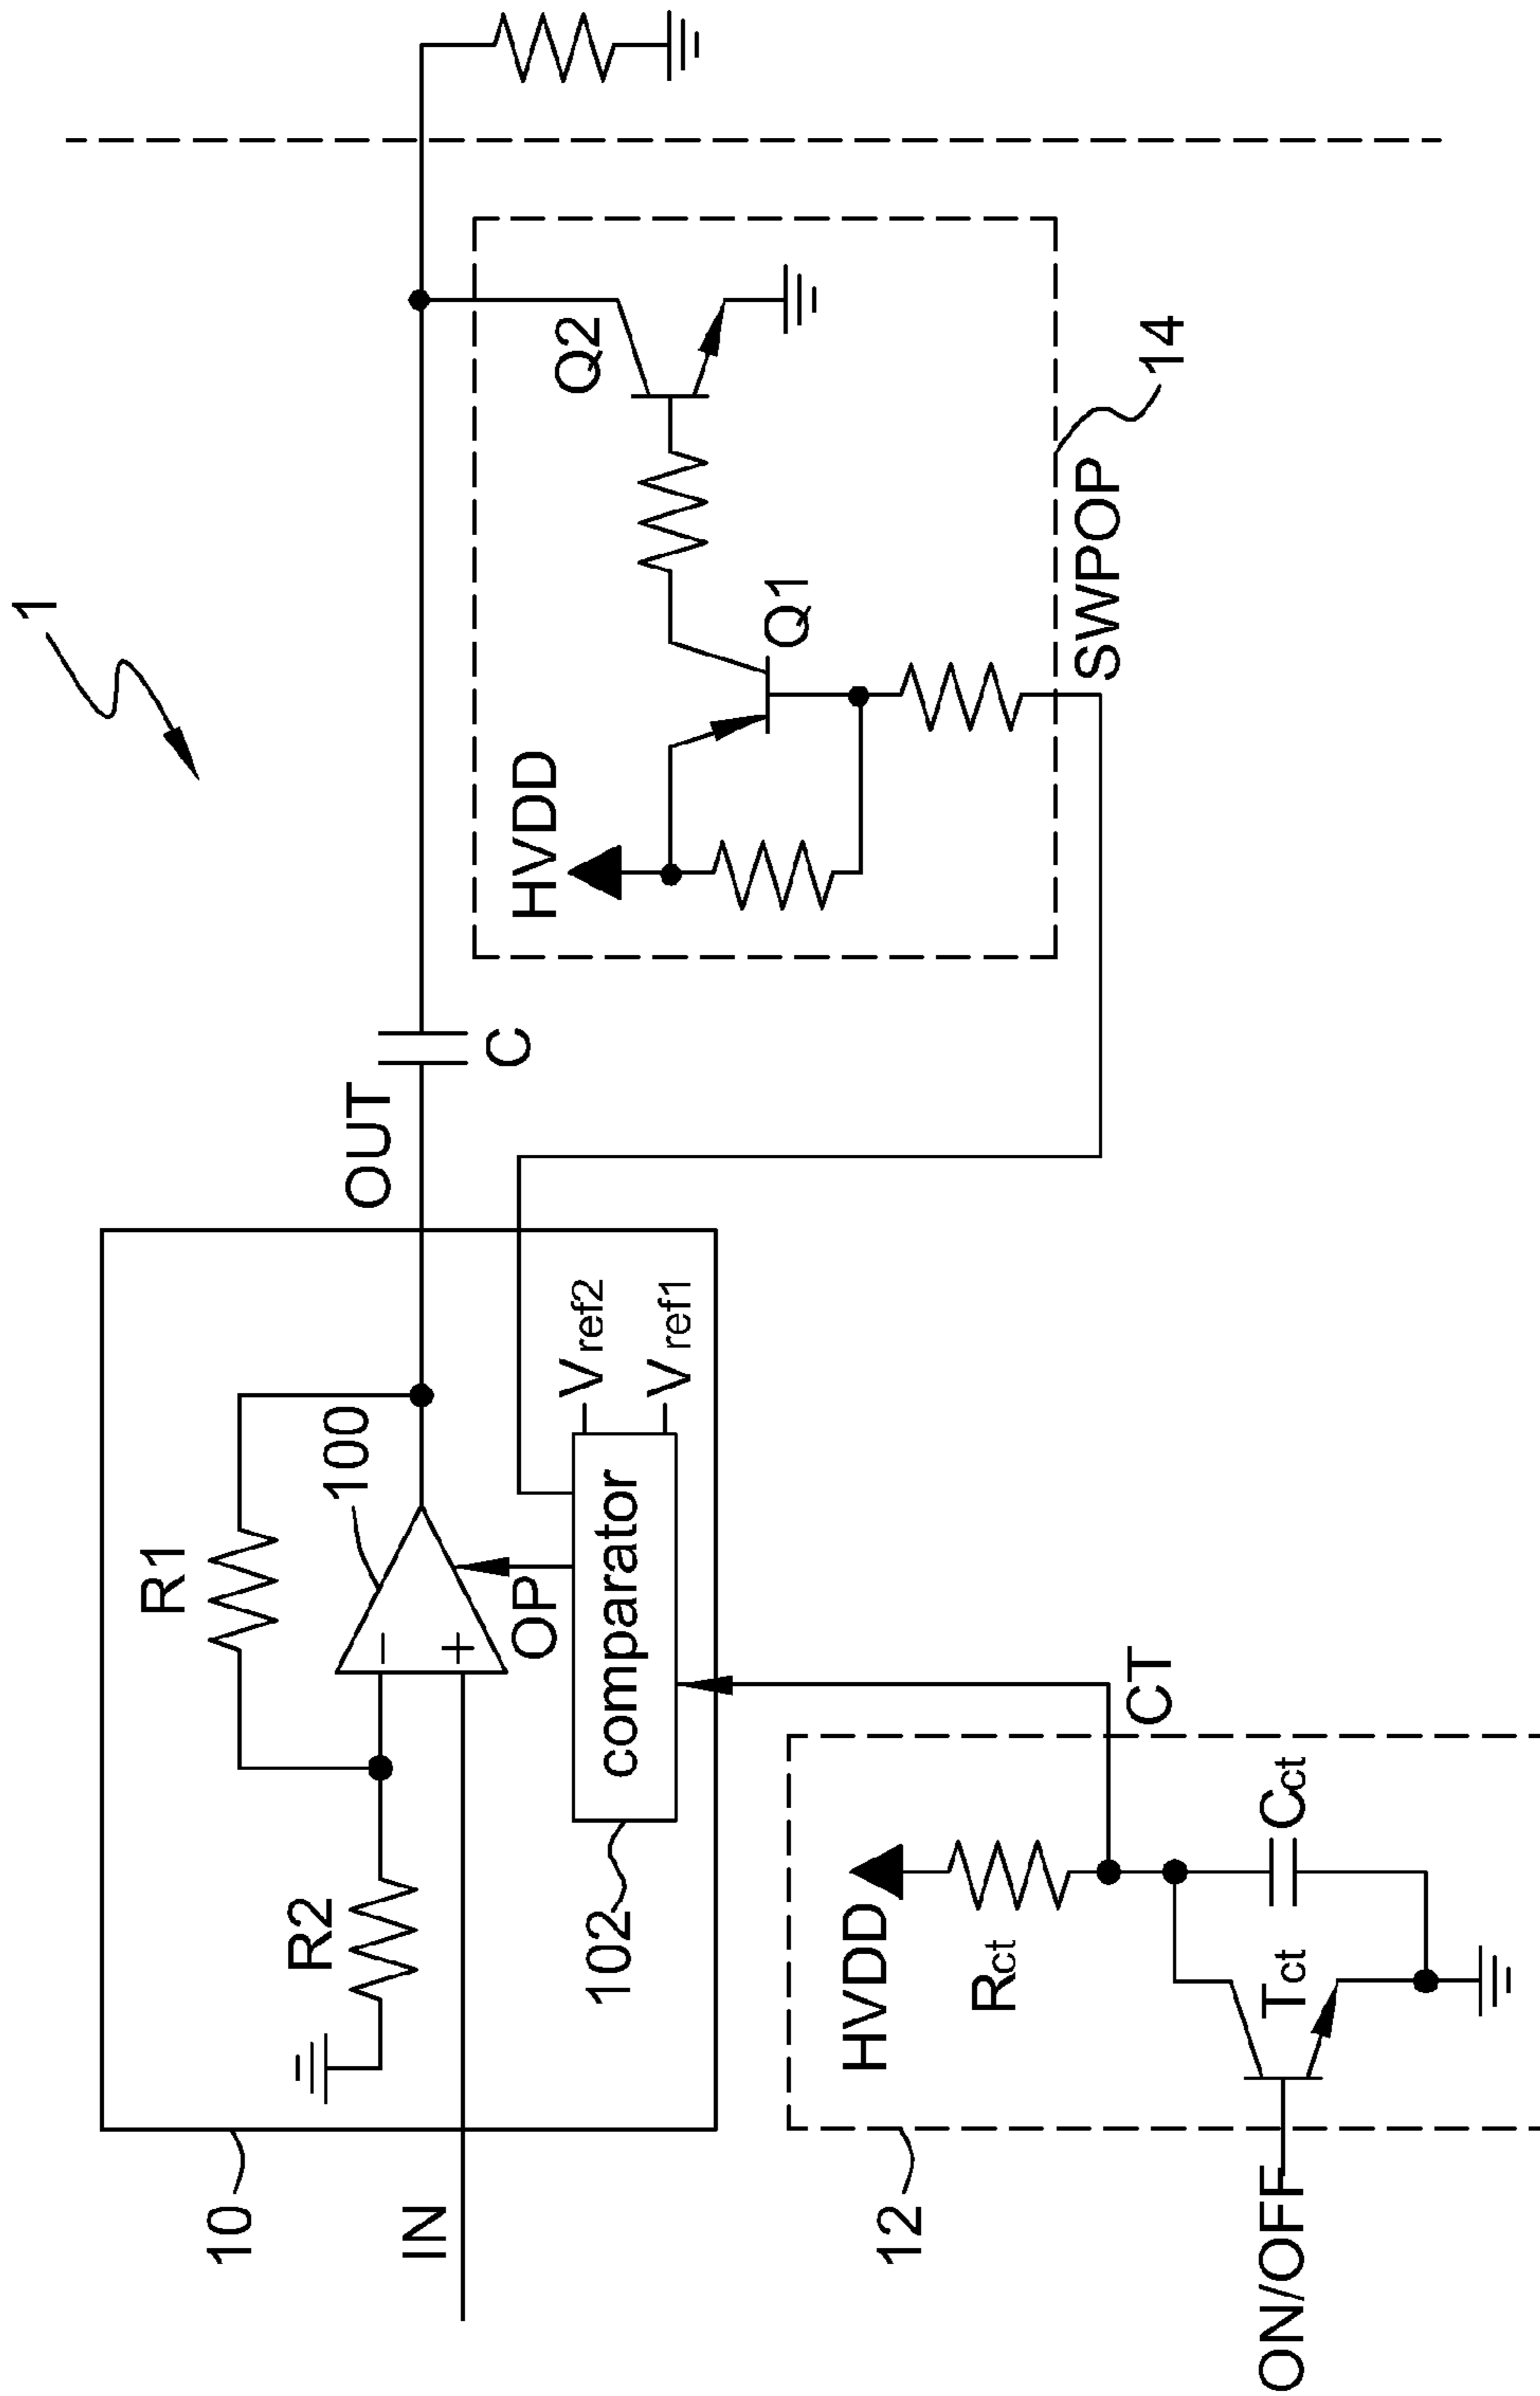 1
10
R1
R2
100
OUT
C
IN
OP
comparator
102
Vref2
Vref1
HVDD
Q1
Q2
14
SWPOP
12
HVDD
Rct
CT
Tct
Cct
ON/OFF